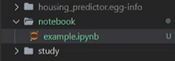 housing_predictor.egg-info
notebook
example.ipynb U
study